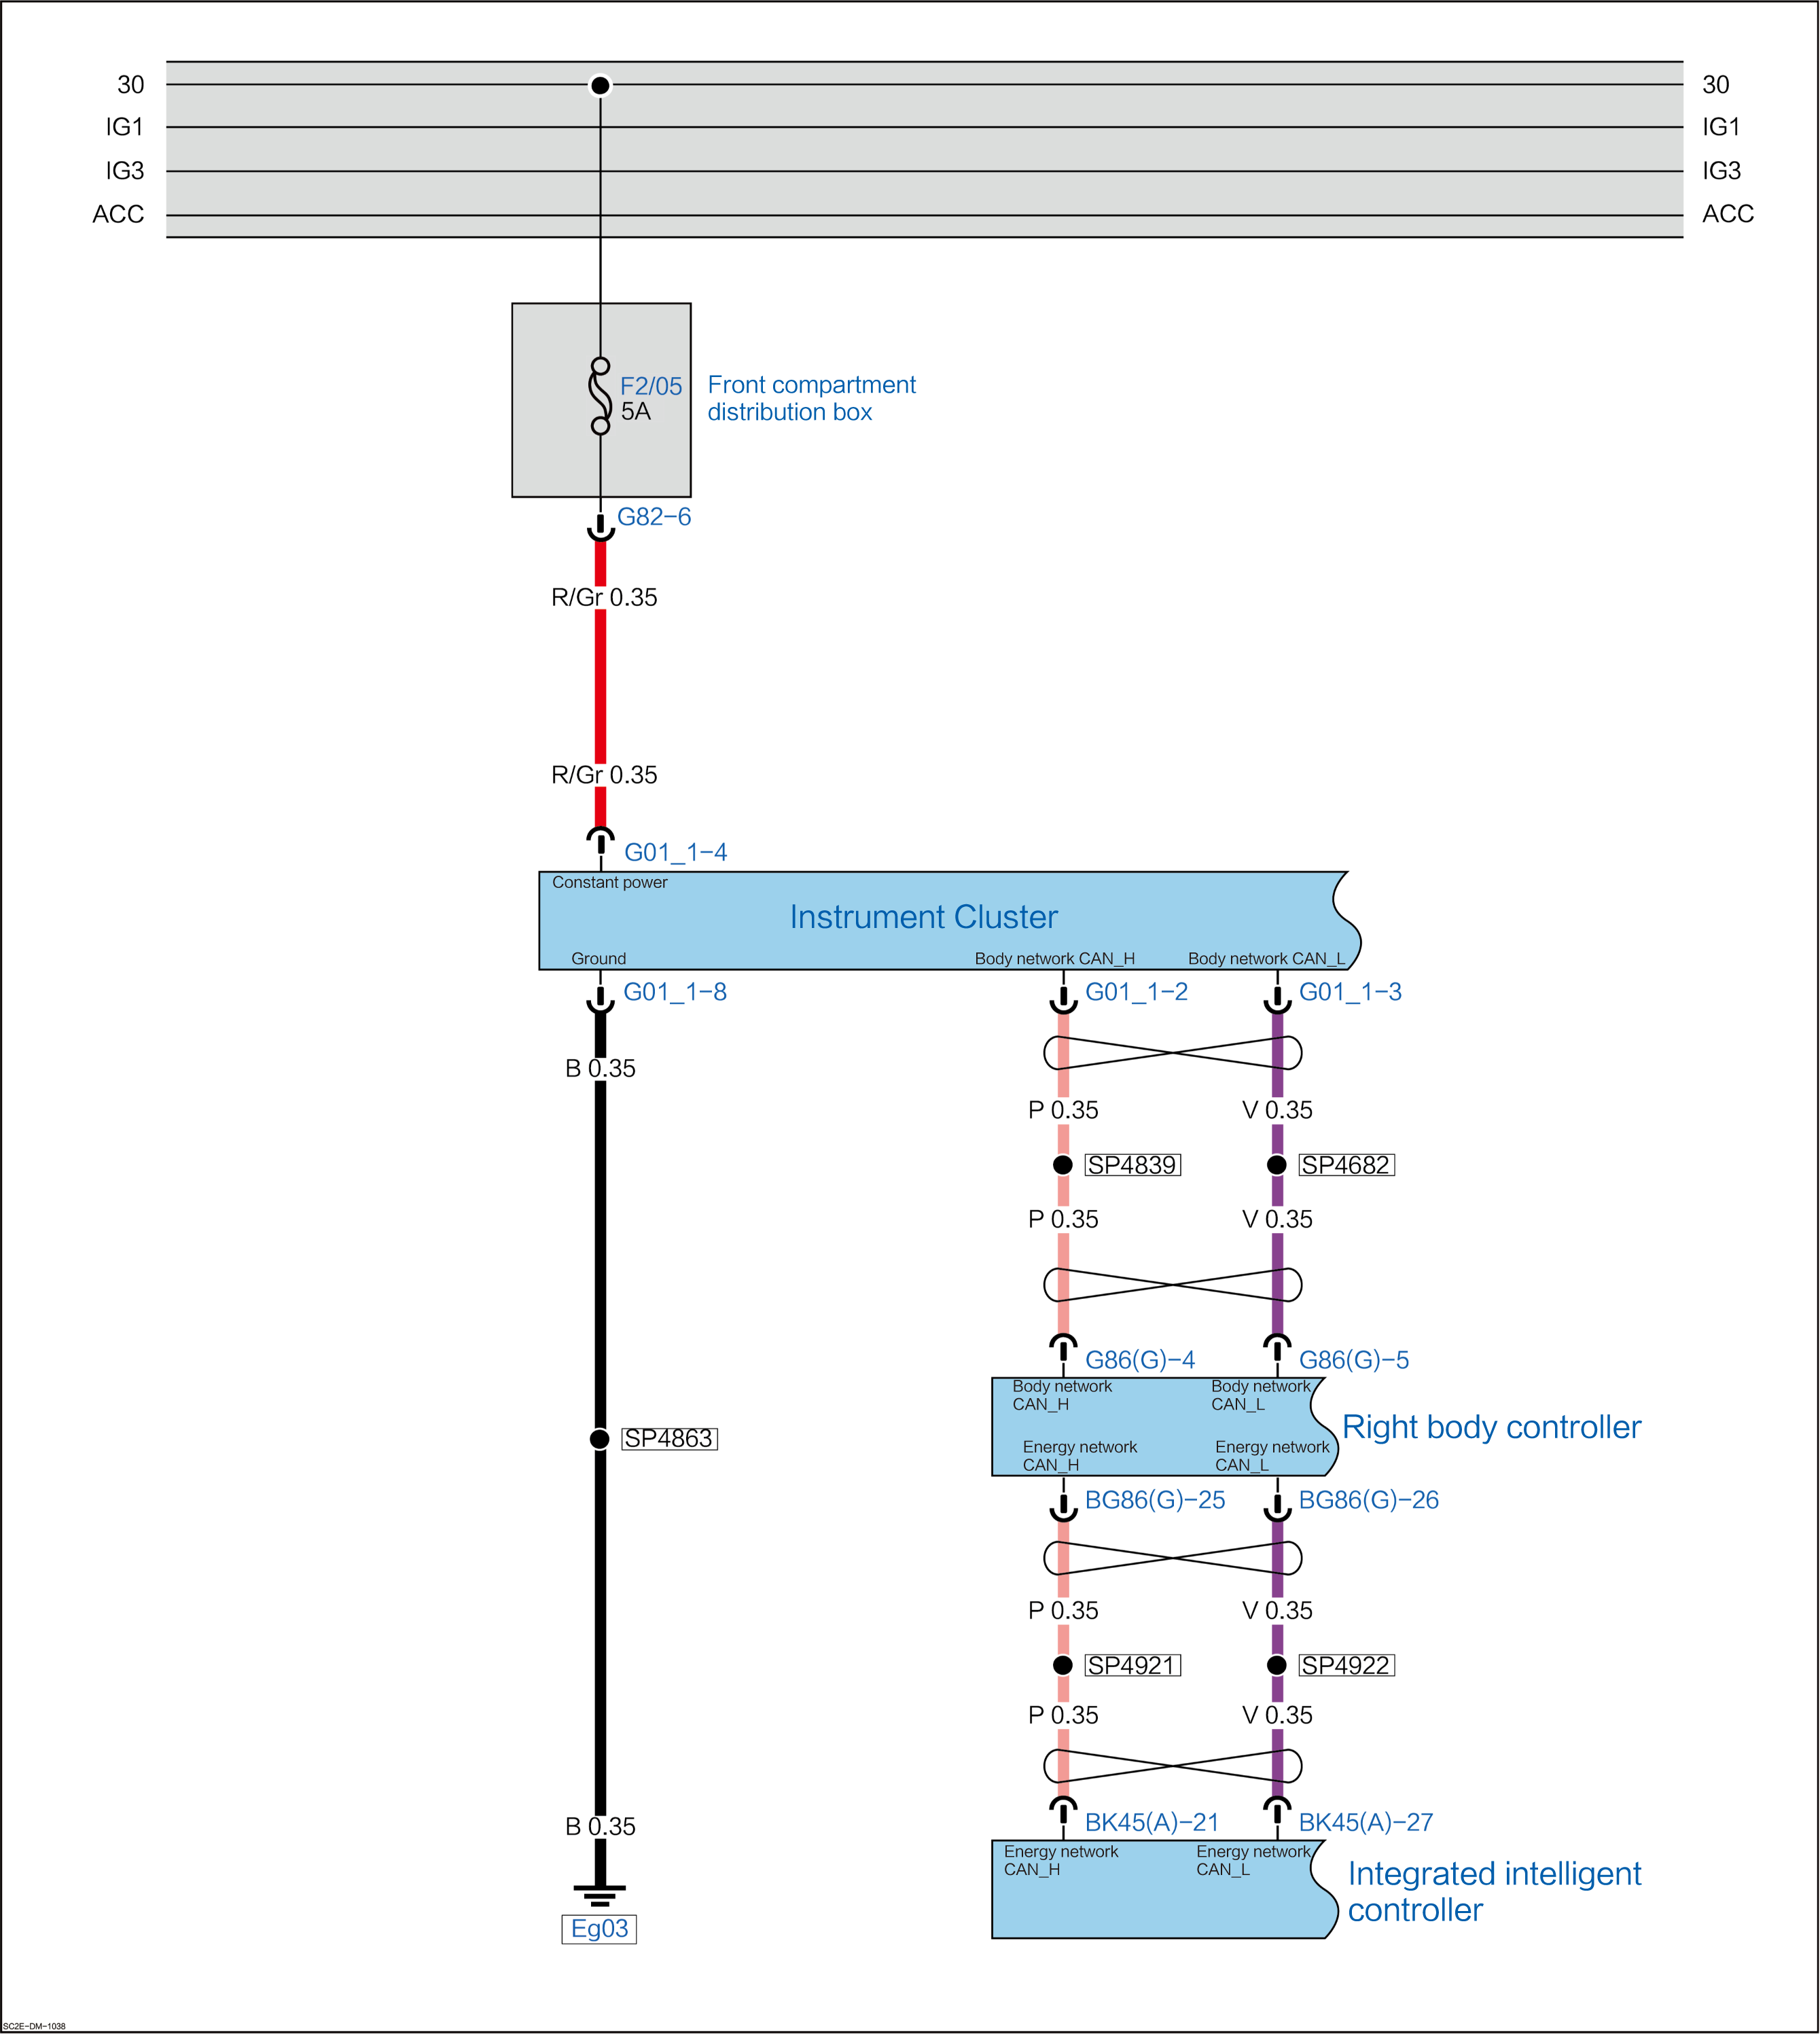 30
30
IG1
IG1
IG3
IG3
ACC
ACC
F2/05
5A
Front compartment
distribution box
G82-6
R/Gr 0.35
R/Gr 0.35
G01_1-4
Constant power
Instrument Cluster
Ground
Body network CAN_H
Body network CAN_L
G01_1-8
G01_1-2
G01_1-3
B 0.35
P 0.35
V 0.35
SP4839
SP4682
P 0.35
V 0.35
G86(G)-4
G86(G)-5
Body network
CAN_H
Body network
CAN_L
Right body controller
SP4863
Energy network
CAN_H
Energy network
CAN_L
BG86(G)-25
BG86(G)-26
P 0.35
V 0.35
SP4921
SP4922
P 0.35
V 0.35
B 0.35
BK45(A)-21
BK45(A)-27
Energy network
CAN_H
Energy network
CAN_L
Integrated intelligent
controller
Eg03
SC2E-DM-1038